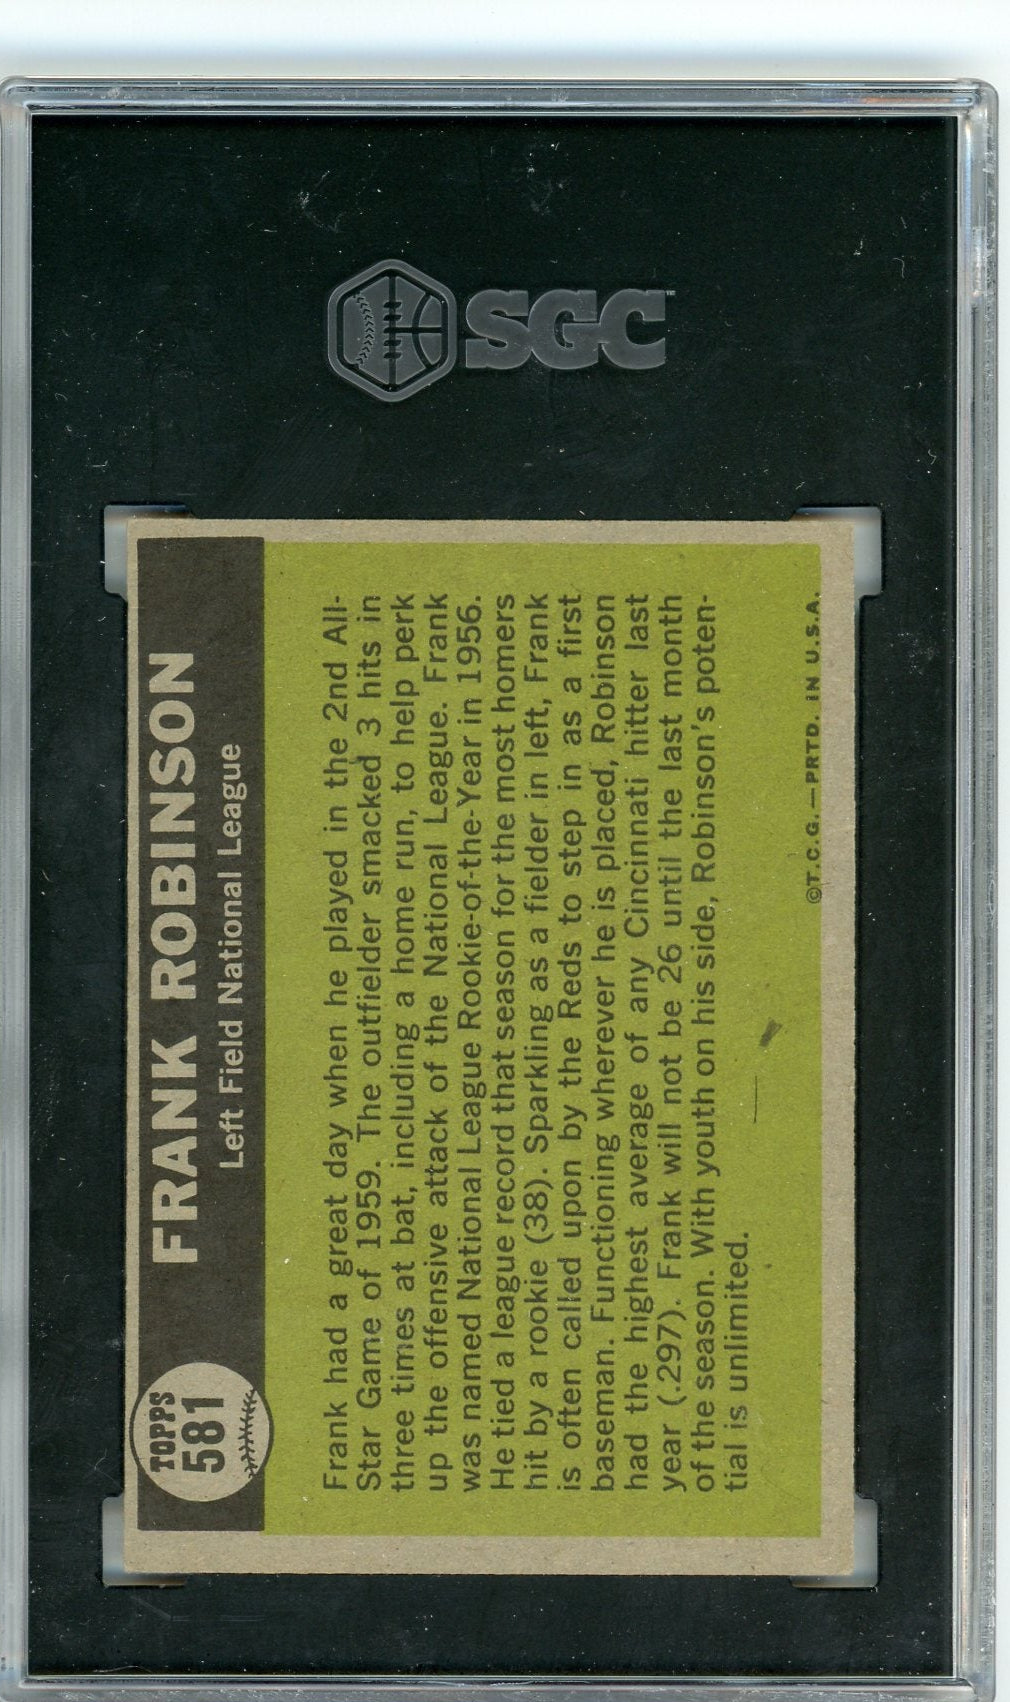 SGC
TOPPS
581
FRANK ROBINSON
Left Field National League
Frank had a great day when he played in the 2nd All-
Star Game of 1959. The outfielder smacked 3 hits in
three times at bat, including a home run, to help perk
up the offensive attack of the National League. Frank
was named National League Rookie-of-the-Year in 1956.
He tied a league record that season for the most homers
hit by a rookie (38). Sparkling as a fielder in left, Frank
is often called upon by the Reds to step in as a first
baseman. Functioning wherever he is placed, Robinson
had the highest average of any Cincinnati hitter last
year (.297). Frank will not be 26 until the last month
of the season. With youth on his side, Robinson's poten-
tial is unlimited.
©T.C.G.—PRTD. IN U.S.A.